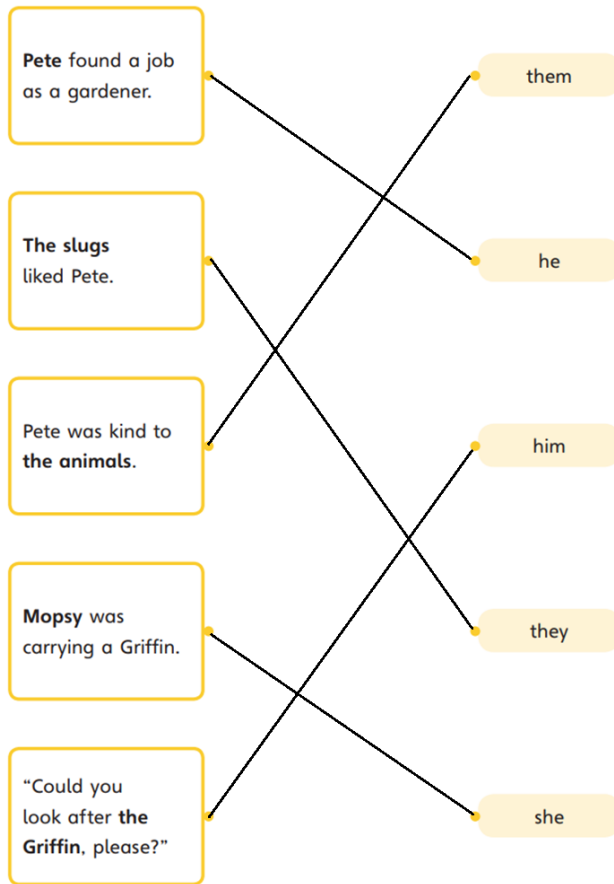 Pete found a job
as a gardener.
them
The slugs
liked Pete.
he
Pete was kind to
the animals.
him
Mopsy was
carrying a Griffin.
they
“Could you
look after the
Griffin, please?”
she